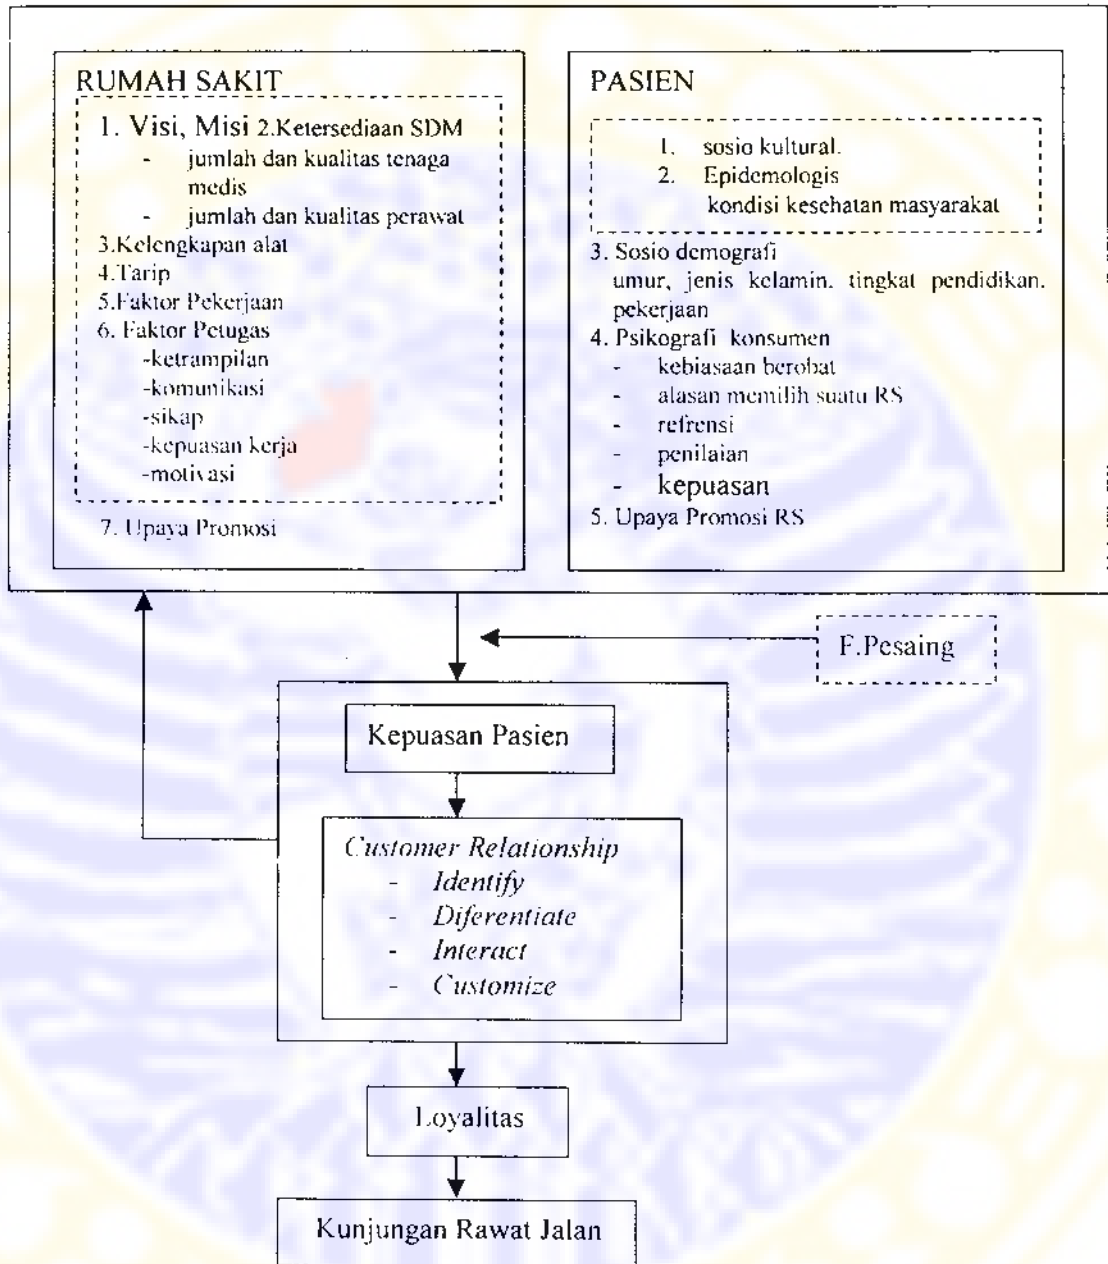 RUMAH SAKIT
1. Visi, Misi 2.Ketersediaan SDM
- jumlah dan kualitas tenaga
medis
- jumlah dan kualitas perawat
3.Kelengkapan alat
4.Tarip
5.Faktor Pekerjaan
6. Faktor Petugas
-ketrampilan
-komunikasi
-sikap
-kepuasan kerja
-motivasi
7. Upaya Promosi
PASIEN
1. sosio kultural.
2. Epidemologis
kondisi kesehatan masyarakat
3. Sosio demografi
umur, jenis kelamin. tingkat pendidikan.
pekerjaan
4. Psikografi konsumen
- kebiasaan berobat
- alasan memilih suatu RS
- refrensi
- penilaian
- kepuasan
5. Upaya Promosi RS
F.Pesaing
Kepuasan Pasien
Customer Relationship
- Identify
- Diferentiate
- Interact
- Customize
Loyalitas
Kunjungan Rawat Jalan